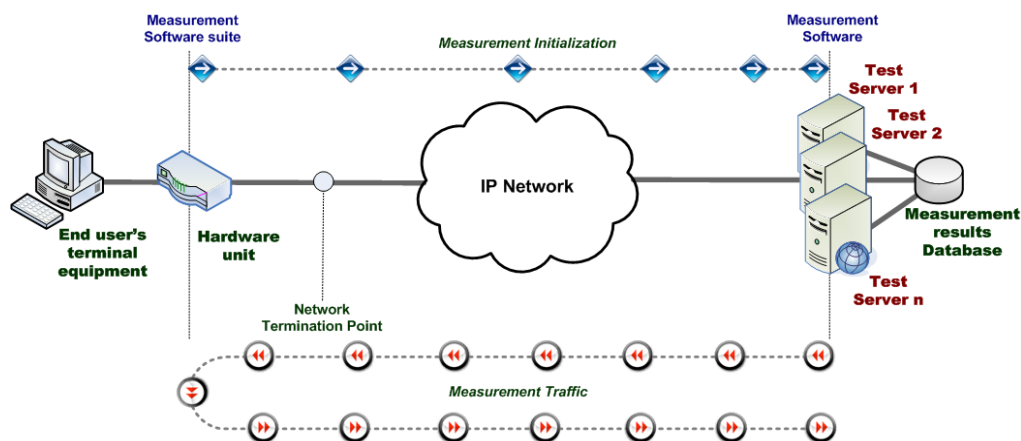 Measurement
Software suite
Measurement Initialization
Measurement
Software
Test
Server 1
Test
Server 2
IP Network
End user's
terminal
equipment
Hardware
unit
Measurement
results
Database
Test
Server n
Network
Termination Point
Measurement Traffic